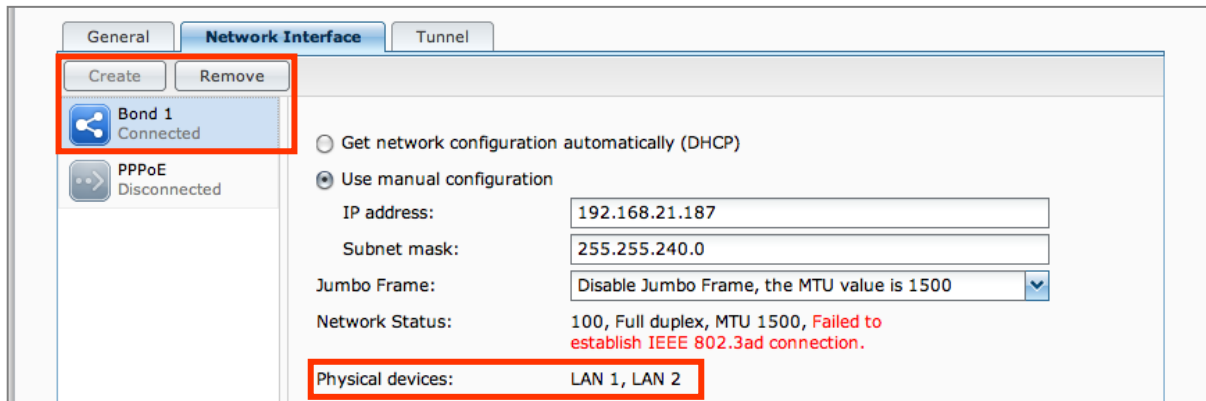 General Network Interface Tunnel
Create Remove
Bond 1
Connected
PPPoE
Disconnected
Get network configuration automatically (DHCP)
Use manual configuration
IP address: 192.168.21.187
Subnet mask: 255.255.240.0
Jumbo Frame: Disable Jumbo Frame, the MTU value is 1500
Network Status: 100, Full duplex, MTU 1500, Failed to
establish IEEE 802.3ad connection.
Physical devices: LAN 1, LAN 2